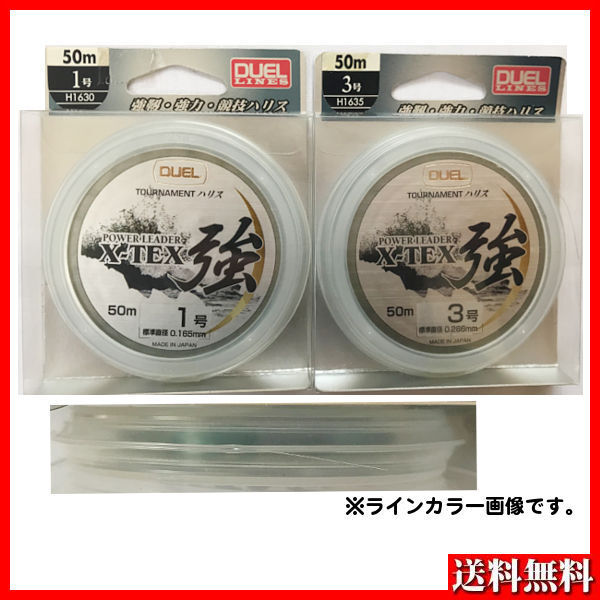 50m
1号
H1630
DUEL
LINES
強靭・強力・競技ハリス
DUEL
TOURNAMENT ハリス
POWER LEADER
X-TEX 強
50m 1号
標準直径 0.165mm
MADE IN JAPAN
50m
3号
H1635
DUEL
LINES
強靭・強力・競技ハリス
DUEL
TOURNAMENT ハリス
POWER LEADER
X-TEX 強
50m 3号
標準直径 0.286mm
MADE IN JAPAN
※ラインカラー画像です。
送料無料